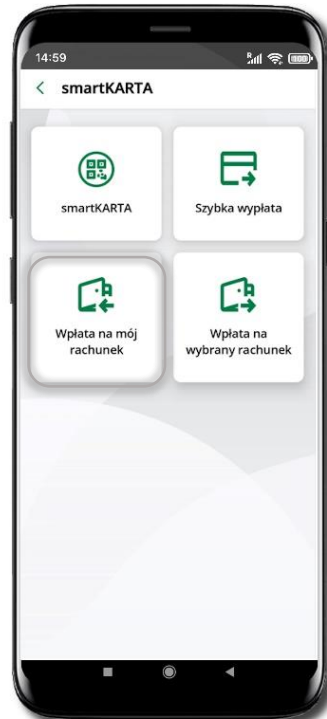 14:59
smartKARTA
smartKARTA
Szybka wypłata
Wpłata na mój
rachunek
Wpłata na
wybrany rachunek